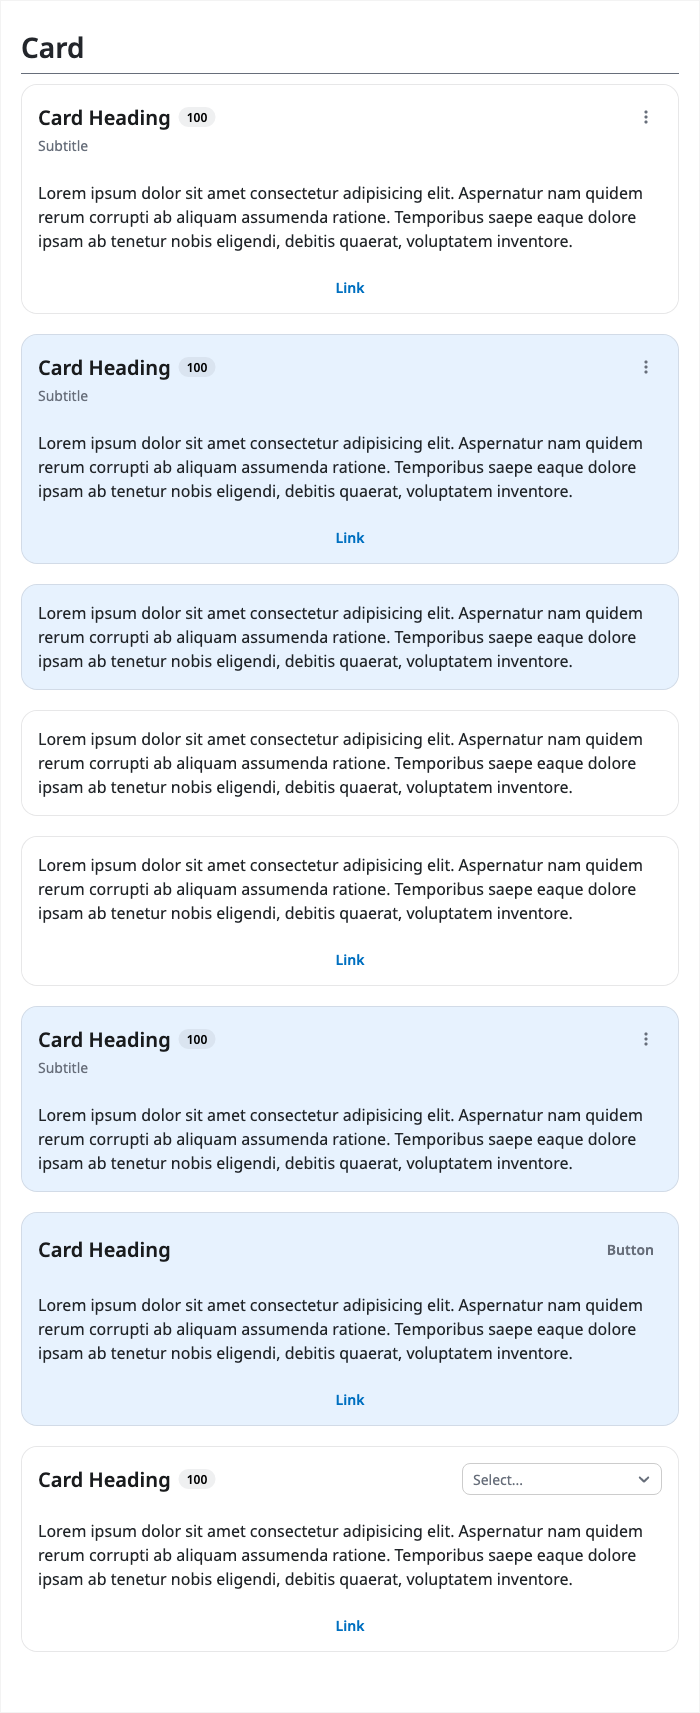 Card
Card Heading 100
Subtitle
Lorem ipsum dolor sit amet consectetur adipisicing elit. Aspernatur nam quidem
rerum corrupti ab aliquam assumenda ratione. Temporibus saepe eaque dolore
ipsam ab tenetur nobis eligendi, debitis quaerat, voluptatem inventore.
Link
Card Heading 100
Subtitle
Lorem ipsum dolor sit amet consectetur adipisicing elit. Aspernatur nam quidem
rerum corrupti ab aliquam assumenda ratione. Temporibus saepe eaque dolore
ipsam ab tenetur nobis eligendi, debitis quaerat, voluptatem inventore.
Link
Lorem ipsum dolor sit amet consectetur adipisicing elit. Aspernatur nam quidem
rerum corrupti ab aliquam assumenda ratione. Temporibus saepe eaque dolore
ipsam ab tenetur nobis eligendi, debitis quaerat, voluptatem inventore.
Lorem ipsum dolor sit amet consectetur adipisicing elit. Aspernatur nam quidem
rerum corrupti ab aliquam assumenda ratione. Temporibus saepe eaque dolore
ipsam ab tenetur nobis eligendi, debitis quaerat, voluptatem inventore.
Lorem ipsum dolor sit amet consectetur adipisicing elit. Aspernatur nam quidem
rerum corrupti ab aliquam assumenda ratione. Temporibus saepe eaque dolore
ipsam ab tenetur nobis eligendi, debitis quaerat, voluptatem inventore.
Link
Card Heading 100
Subtitle
Lorem ipsum dolor sit amet consectetur adipisicing elit. Aspernatur nam quidem
rerum corrupti ab aliquam assumenda ratione. Temporibus saepe eaque dolore
ipsam ab tenetur nobis eligendi, debitis quaerat, voluptatem inventore.
Card Heading Button
Lorem ipsum dolor sit amet consectetur adipisicing elit. Aspernatur nam quidem
rerum corrupti ab aliquam assumenda ratione. Temporibus saepe eaque dolore
ipsam ab tenetur nobis eligendi, debitis quaerat, voluptatem inventore.
Link
Card Heading 100 Select...
Lorem ipsum dolor sit amet consectetur adipisicing elit. Aspernatur nam quidem
rerum corrupti ab aliquam assumenda ratione. Temporibus saepe eaque dolore
ipsam ab tenetur nobis eligendi, debitis quaerat, voluptatem inventore.
Link